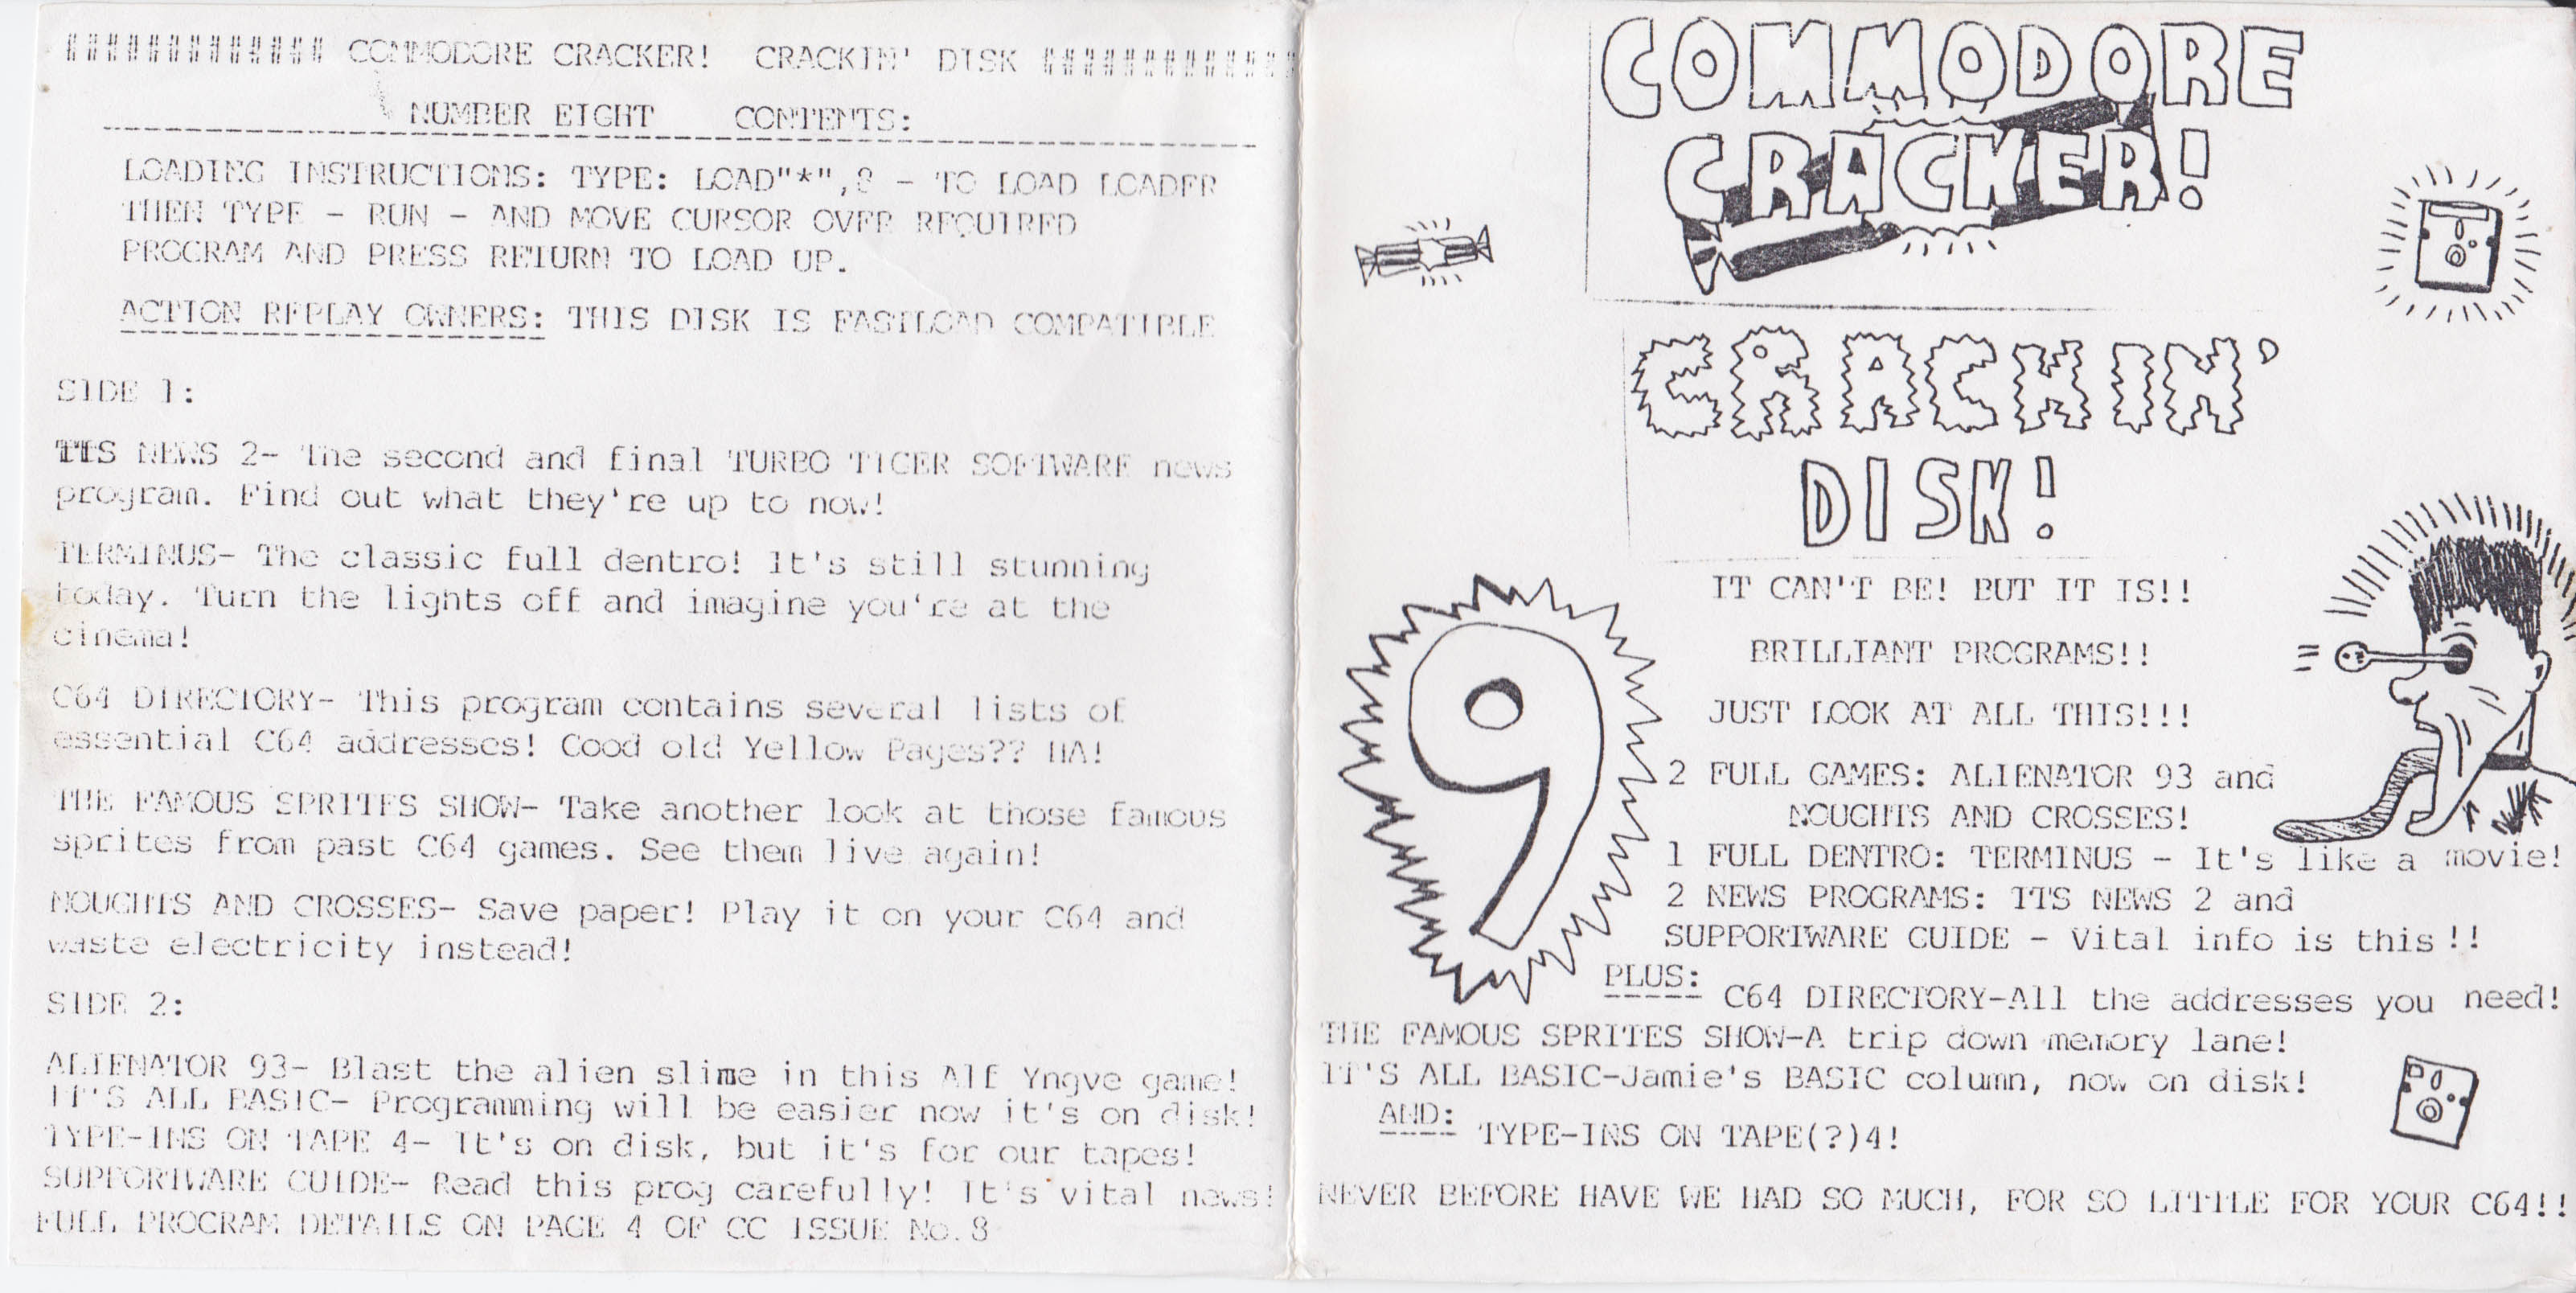 ############# COMMODORE CRACKER! CRACKIN' DISK #############
NUMBER EIGHT CONTENTS:
LOADING INSTRUCTIONS: TYPE: LOAD"*",8 - TO LOAD LOADER
THEN TYPE - RUN - AND MOVE CURSOR OVER REQUIRED
PROGRAM AND PRESS RETURN TO LOAD UP.
ACTION REPLAY OWNERS: THIS DISK IS FASTLOAD COMPATIBLE
SIDE 1:
TTS NEWS 2- The second and final TURBO TIGER SOFTWARE news
program. Find out what they're up to now!
TERMINUS- The classic full dentro! It's still stunning
today. Turn the lights off and imagine you're at the
cinema!
C64 DIRECTORY- This program contains several lists of
essential C64 addresses! Good old Yellow Pages?? HA!
THE FAMOUS SPRITES SHOW- Take another look at those famous
sprites from past C64 games. See them live again!
NOUGHTS AND CROSSES- Save paper! Play it on your C64 and
waste electricity instead!
SIDE 2:
ALIENATOR 93- Blast the alien slime in this Alf Yngve game!
IT'S ALL BASIC- Programming will be easier now it's on disk!
TYPE-INS ON TAPE 4- It's on disk, but it's for our tapes!
SUPPORTWARE GUIDE- Read this prog carefully! It's vital news!
FULL PROGRAM DETAILS ON PAGE 4 OF CC ISSUE No.8
COMMODORE
CRACKER!
CRACKIN'
DISK!
9
IT CAN'T BE! BUT IT IS!!
BRILLIANT PROGRAMS!!
JUST LOOK AT ALL THIS!!!
2 FULL GAMES: ALIENATOR 93 and
NOUGHTS AND CROSSES!
1 FULL DENTRO: TERMINUS - It's like a movie!
2 NEWS PROGRAMS: TTS NEWS 2 and
SUPPORTWARE GUIDE - Vital info is this!!
PLUS:
C64 DIRECTORY-All the addresses you need!
THE FAMOUS SPRITES SHOW-A trip down memory lane!
IT'S ALL BASIC-Jamie's BASIC column, now on disk!
AND:
TYPE-INS ON TAPE(?)4!
NEVER BEFORE HAVE WE HAD SO MUCH, FOR SO LITTLE FOR YOUR C64!!